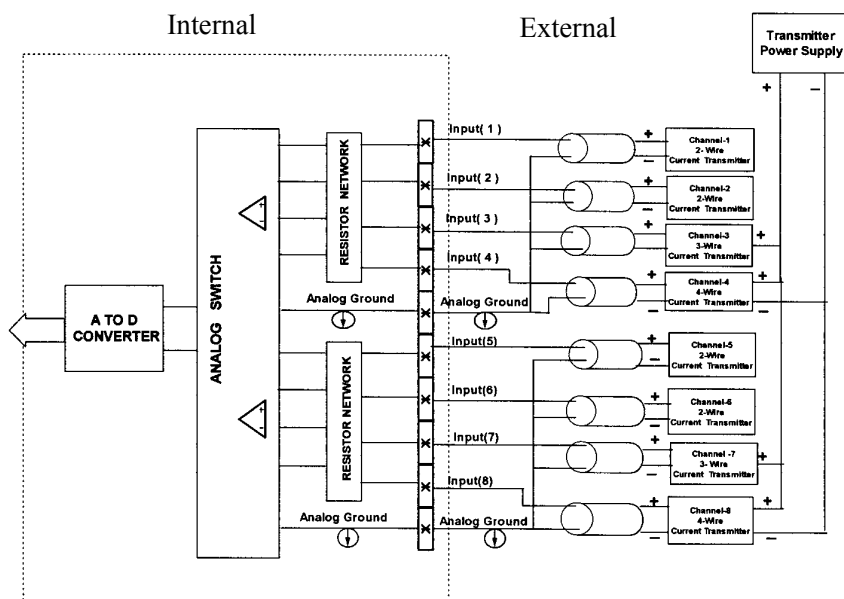 Internal
External
Transmitter
Power Supply
+
–
Input( 1 )
Input( 2 )
Input( 3 )
Input( 4 )
Analog Ground
Analog Ground
Input(5)
Input(6)
Input(7)
Input(8)
Analog Ground
Analog Ground
RESISTOR NETWORK
RESISTOR NETWORK
ANALOG SWITCH
A TO D
CONVERTER
+
–
+
–
+
–
Channel-1
2- Wire
Current Transmitter
+
–
Channel-2
2-Wire
Current Transmitter
+
–
Channel-3
3-Wire
Current Transmitter
+
+
–
Channel-4
4-Wire
Current Transmitter
+
–
+
–
Channel-5
2-Wire
Current Transmitter
+
–
Channel-6
2-Wire
Current Transmitter
+
–
Channel -7
3- Wire
Current Transmitter
+
+
–
Channel-8
4-Wire
Current Transmitter
+
–